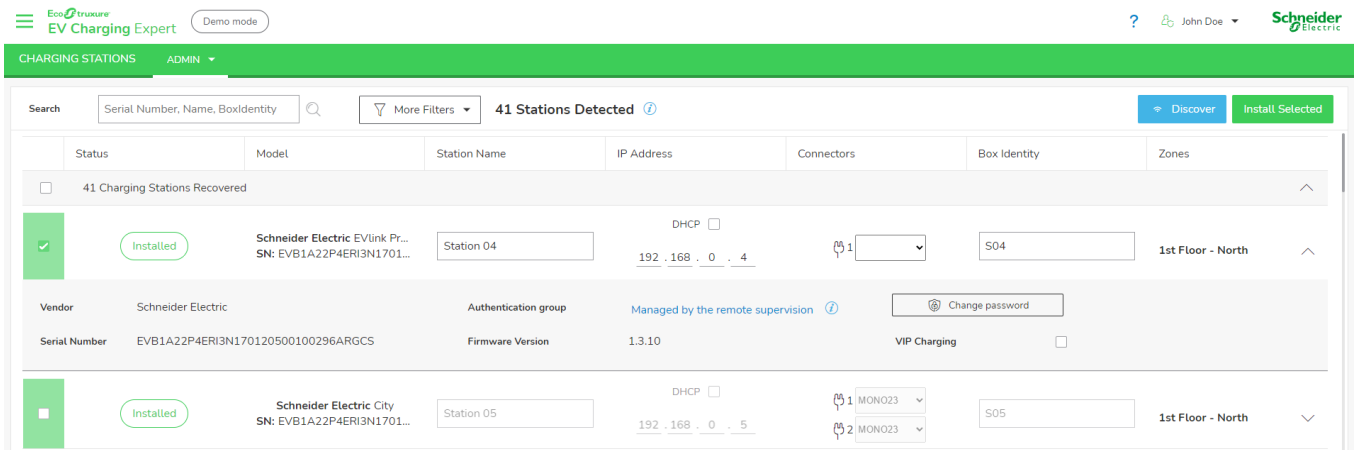 EcoStruxure
EV Charging Expert
Demo mode
? John Doe
Schneider
Electric
CHARGING STATIONS ADMIN
Search Serial Number, Name, BoxIdentity More Filters 41 Stations Detected i Discover Install Selected
Status Model Station Name IP Address Connectors Box Identity Zones
41 Charging Stations Recovered
DHCP
Installed Schneider Electric EVlink Pr... Station 04 1 S04 1st Floor - North
SN: EVB1A22P4ERI3N1701... 192 . 168 . 0 . 4
Vendor Schneider Electric Authentication group Managed by the remote supervision i Change password
Serial Number EVB1A22P4ERI3N170120500100296ARGCS Firmware Version 1.3.10 VIP Charging
DHCP
Installed Schneider Electric City Station 05 1 MONO23 S05 1st Floor - North
SN: EVB1A22P4ERI3N1701... 192 . 168 . 0 . 5 2 MONO23